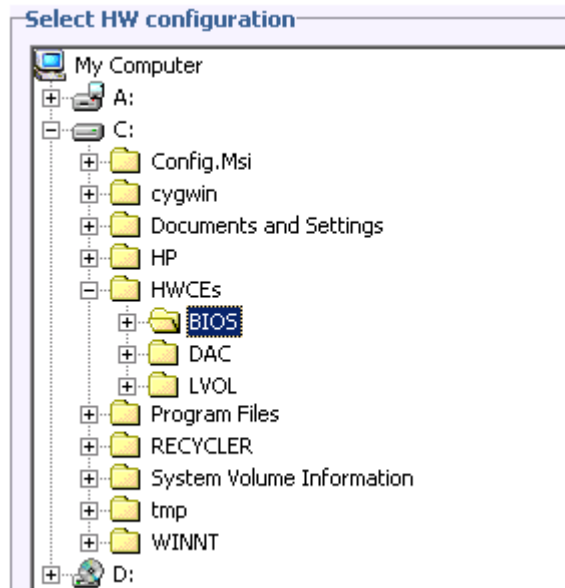 Select HW configuration
My Computer
A:
C:
Config.Msi
cygwin
Documents and Settings
HP
HWCEs
BIOS
DAC
LVOL
Program Files
RECYCLER
System Volume Information
tmp
WINNT
D: